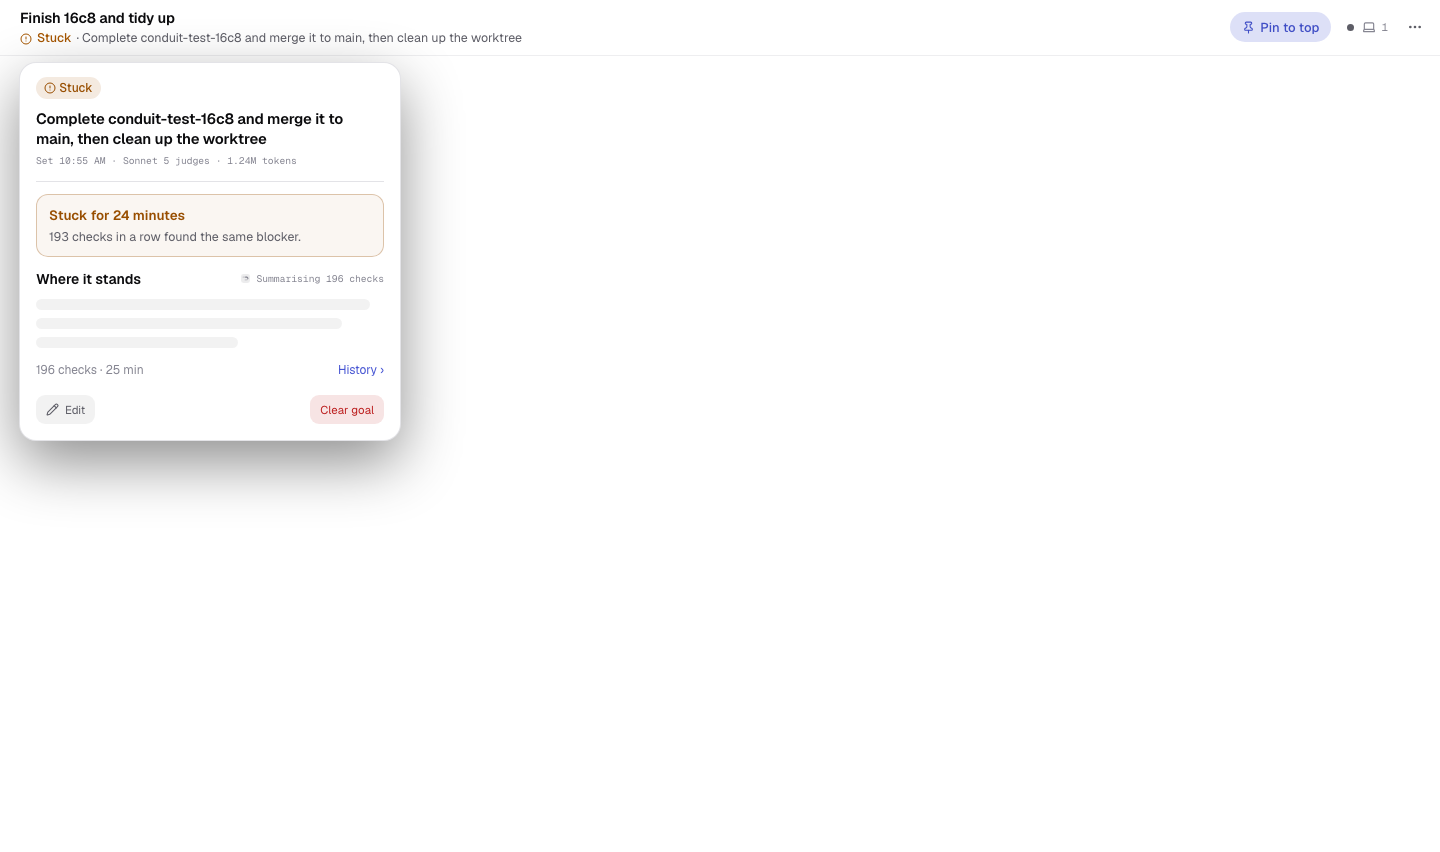 Finish 16c8 and tidy up
Stuck · Complete conduit-test-16c8 and merge it to main, then clean up the worktree
Pin to top
1
Stuck
Complete conduit-test-16c8 and merge it to
main, then clean up the worktree
Set 10:55 AM · Sonnet 5 judges · 1.24M tokens
Stuck for 24 minutes
193 checks in a row found the same blocker.
Where it stands
Summarising 196 checks
196 checks · 25 min
History ›
Edit
Clear goal